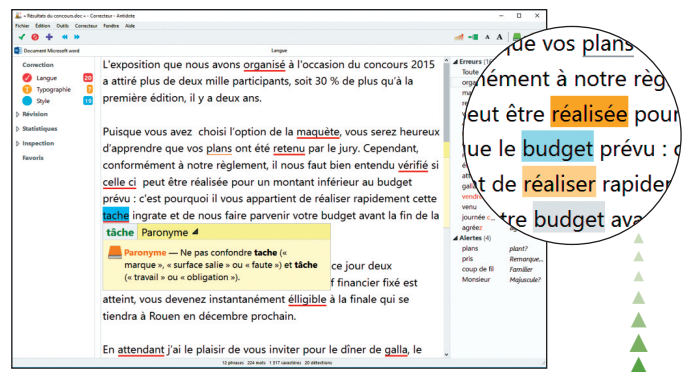 « Résultats du concours.doc » - Correcteur - Antidote
Fichier Édition Outils Correcteur Fenêtre Aide
A A
Document Microsoft word
Langue
Correction
Langue 20
Typographie 7
Style 19
Révision
Statistiques
Inspection
Favoris
L'exposition que nous avons organisé à l'occasion du concours 2015
a attiré plus de deux mille participants, soit 30 % de plus qu'à la
première édition, il y a deux ans.
Puisque vous avez choisi l'option de la maquète, vous serez heureux
d'apprendre que vos plans ont été retenu par le jury. Cependant,
conformément à notre règlement, il nous faut bien entendu vérifié si
celle ci peut être réalisée pour un montant inférieur au budget
prévu : c'est pourquoi il vous appartient de réaliser rapidement cette
tache ingrate et de nous faire parvenir votre budget avant la fin de la
tâche Paronyme
Paronyme — Ne pas confondre tache («
marque », « surface salie » ou « faute ») et tâche
(« travail » ou « obligation »).
ce jour deux
f financier fixé est
atteint, vous devenez instantanément élligible à la finale qui se
tiendra à Rouen en décembre prochain.
En attendant j'ai le plaisir de vous inviter pour le dîner de galla, le
12 phrases 224 mots 1 317 caractères 20 détections
Erreurs
Toute
orga
galla
vendre
venu
journée c
agréez
Alertes (4)
plans plant?
pris Remarque...
coup de fil Familier
Monsieur Majuscule?
que vos plans
nément à notre règ
eut être réalisée pour
ue le budget prévu : c
t de réaliser rapider
tre budget ava